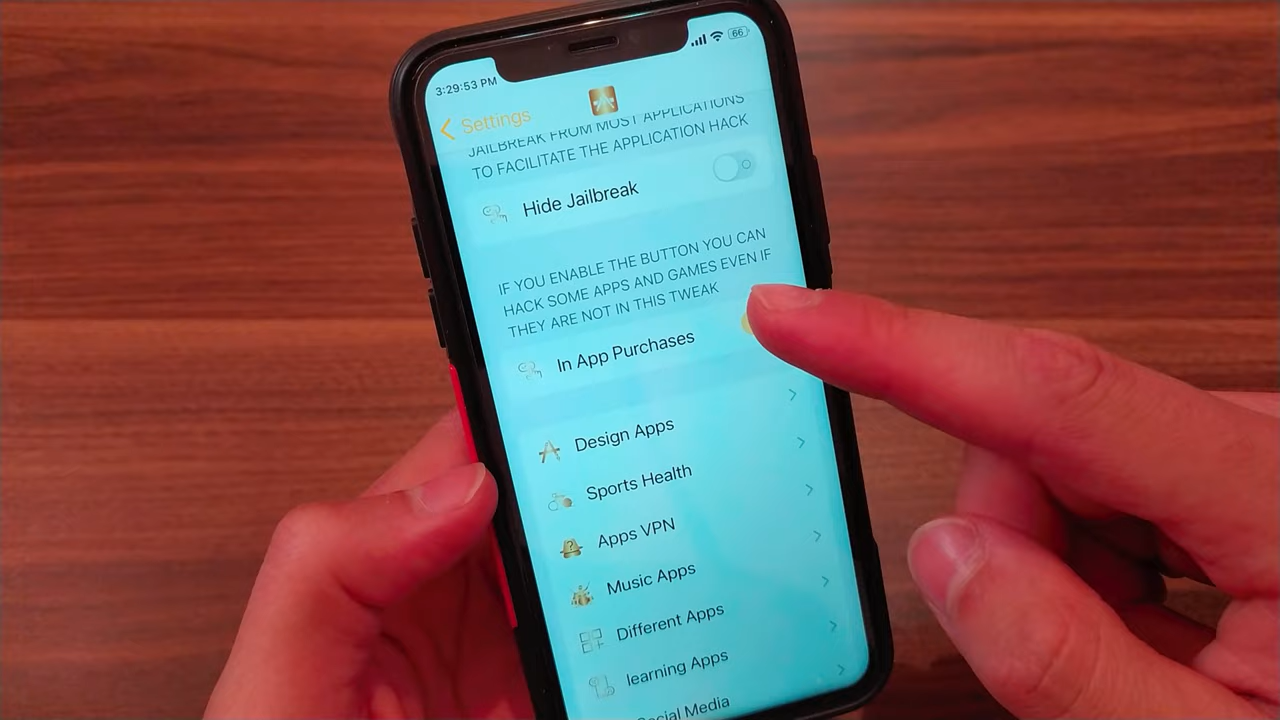 3:29:53 PM
66
Settings
JAILBREAK FROM MOST APPLICATIONS
TO FACILITATE THE APPLICATION HACK
Hide Jailbreak
IF YOU ENABLE THE BUTTON YOU CAN
HACK SOME APPS AND GAMES EVEN IF
THEY ARE NOT IN THIS TWEAK
In App Purchases
Design Apps
Sports Health
Apps VPN
Music Apps
Different Apps
learning Apps
Social Media